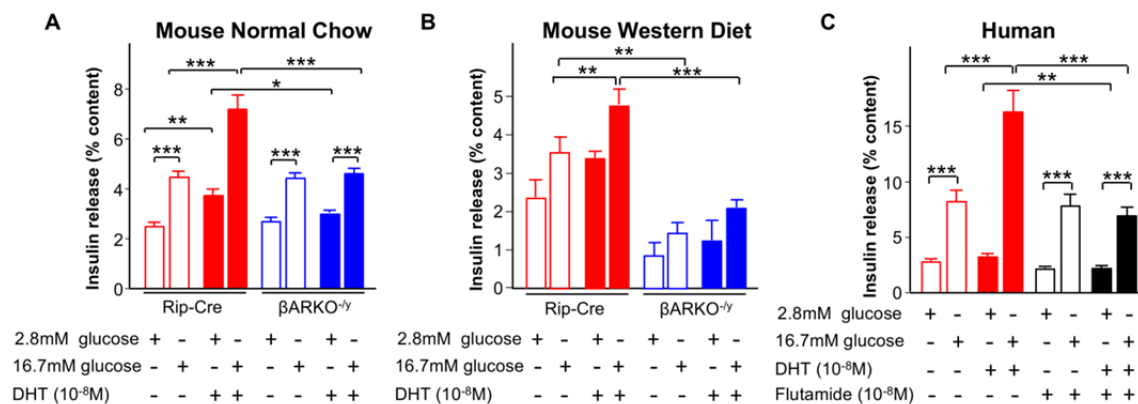 A Mouse Normal Chow
Insulin release (% content)
8
6
4
2
0
***
***
*
**
***
***
***
Rip-Cre βARKO⁻/ʸ
2.8mM glucose + - + - + - + -
16.7mM glucose - + - + - + - +
DHT (10⁻⁸M) - - + + - - + +
B Mouse Western Diet
Insulin release (% content)
5
4
3
2
1
0
**
**
***
Rip-Cre βARKO⁻/ʸ
2.8mM glucose + - + - + - + -
16.7mM glucose - + - + - + - +
DHT (10⁻⁸M) - - + + - - + +
C Human
Insulin release (% content)
15
10
5
0
***
***
**
***
***
***
2.8mM glucose + - + - + - + -
16.7mM glucose - + - + - + - +
DHT (10⁻⁸M) - - + + - - + +
Flutamide (10⁻⁸M) - - - - + + + +